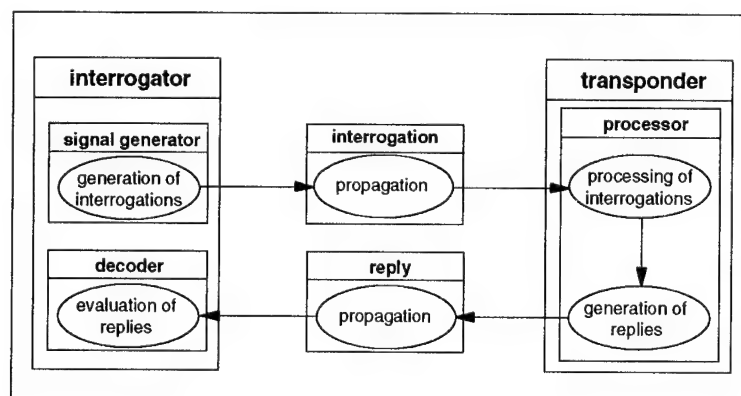 interrogator
signal generator
generation of
interrogations
decoder
evaluation of
replies
interrogation
propagation
reply
propagation
transponder
processor
processing of
interrogations
generation of
replies